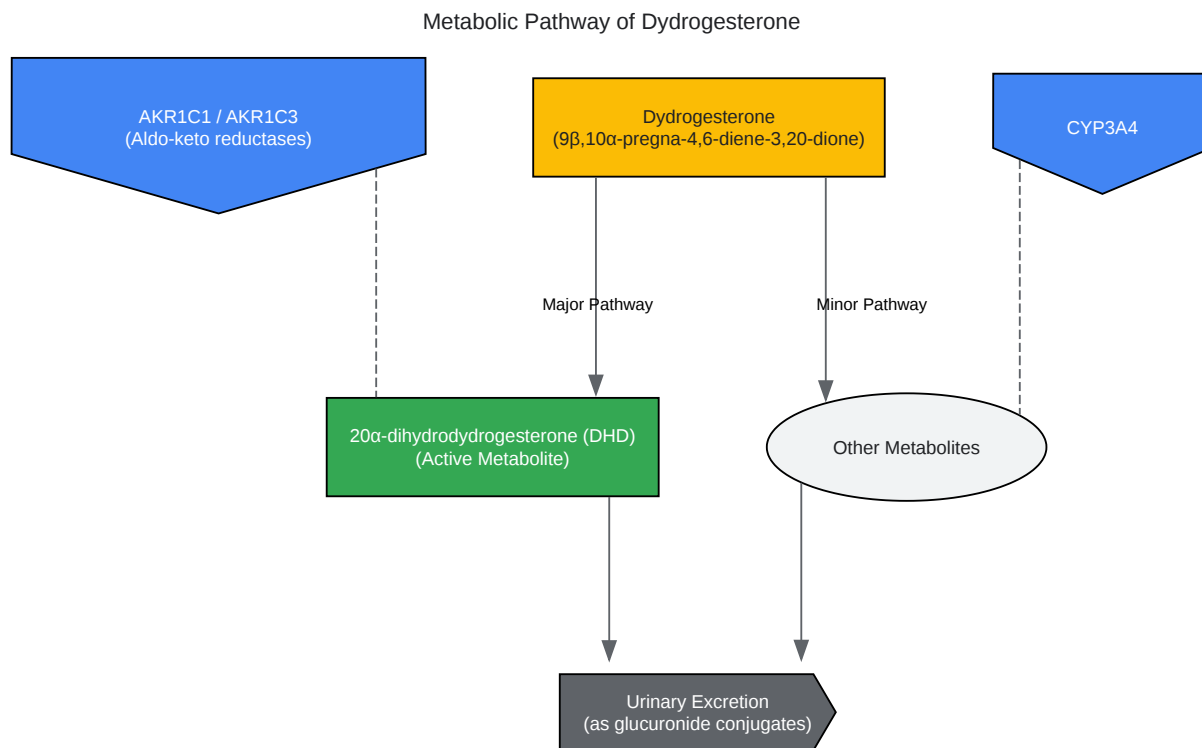 Metabolic Pathway of Dydrogesterone
AKR1C1 / AKR1C3
(Aldo-keto reductases)
Dydrogesterone
(9β,10α-pregna-4,6-diene-3,20-dione)
CYP3A4
Major Pathway
Minor Pathway
20α-dihydrodydrogesterone (DHD)
(Active Metabolite)
Other Metabolites
Urinary Excretion
(as glucuronide conjugates)